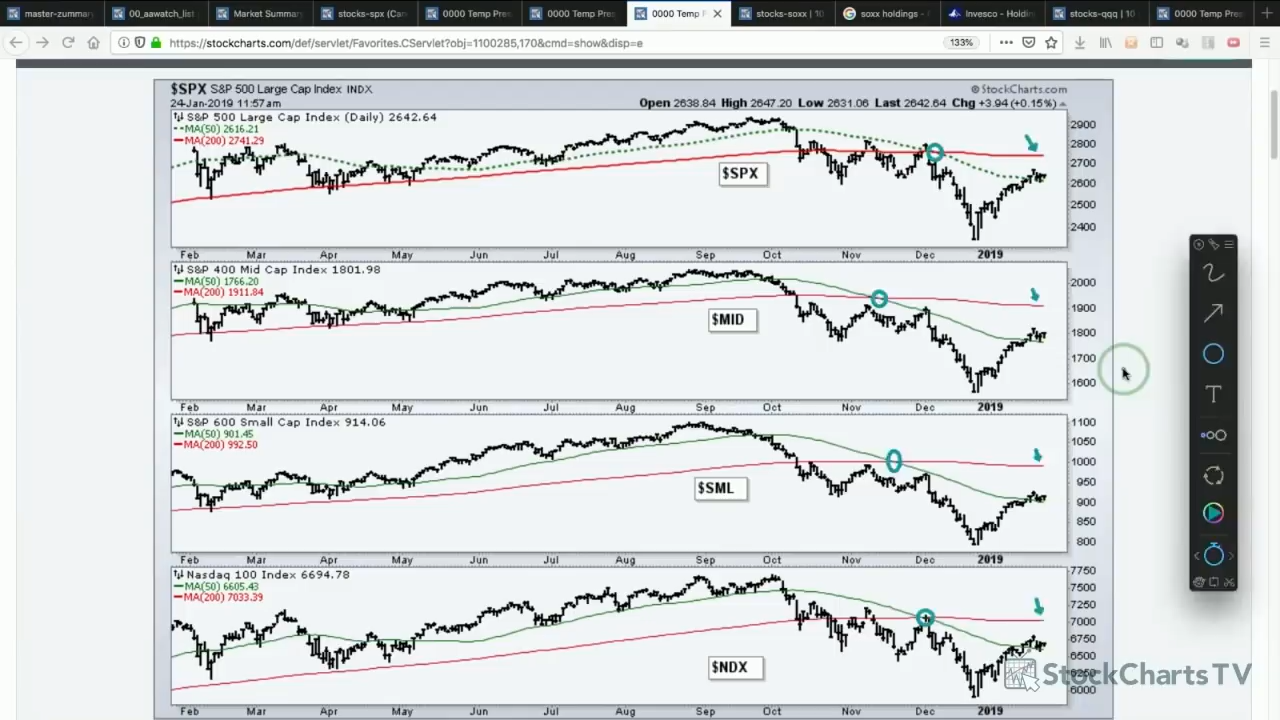 master-zummar
00_aawatch_list
Market Summar
stocks-spx (Can
0000 Temp Pres
0000 Temp Pres
0000 Temp P
stocks-soxx | 10
soxx holdings -
Invesco - Holdin
stocks-qqq | 10
0000 Temp Pres
https://stockcharts.com/def/servlet/Favorites.CServlet?obj=1100285,170&cmd=show&disp=e
133%
$SPX S&P 500 Large Cap Index INDX
© StockCharts.com
24-Jan-2019 11:57am
Open 2638.84 High 2647.20 Low 2631.06 Last 2642.64 Chg +3.94 (+0.15%)
S&P 500 Large Cap Index (Daily) 2642.64
MA(50) 2616.21
MA(200) 2741.29
$SPX
2900
2800
2700
2600
2500
2400
Feb Mar Apr May Jun Jul Aug Sep Oct Nov Dec 2019
S&P 400 Mid Cap Index 1801.98
MA(50) 1766.20
MA(200) 1911.84
$MID
2000
1900
1800
1700
1600
Feb Mar Apr May Jun Jul Aug Sep Oct Nov Dec 2019
S&P 600 Small Cap Index 914.06
MA(50) 901.45
MA(200) 992.50
$SML
1100
1050
1000
950
900
850
800
Feb Mar Apr May Jun Jul Aug Sep Oct Nov Dec 2019
Nasdaq 100 Index 6694.78
MA(50) 6605.43
MA(200) 7033.39
$NDX
7750
7500
7250
7000
6750
6500
6000
Feb Mar Apr May Jun Jul Aug Sep Oct Nov Dec 2019
StockChartsTV
T